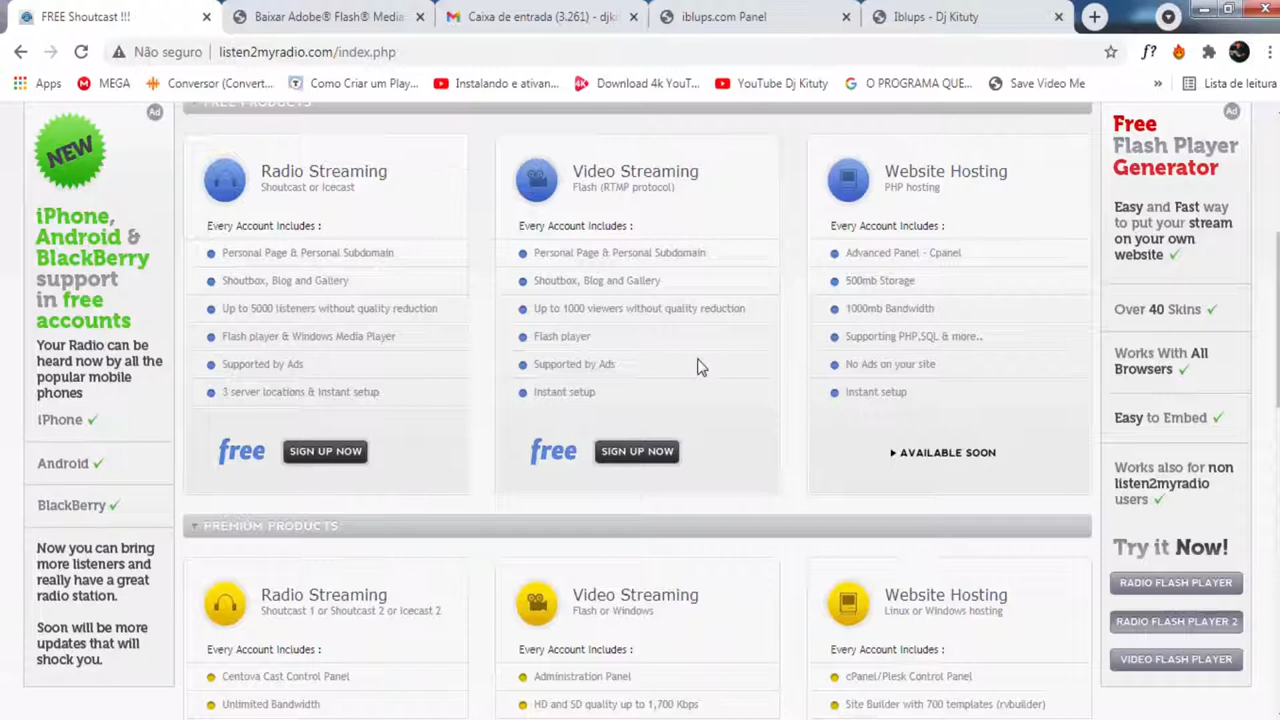 FREE Shoutcast !!!
Baixar Adobe® Flash® Media
Caixa de entrada (3.261) - djki
iblups.com Panel
Iblups - Dj Kituty
Não seguro
listen2myradio.com/index.php
f?
Apps
MEGA
Conversor (Convert...
Como Criar um Play...
Instalando e ativan...
Download 4k YouT...
YouTube Dj Kituty
O PROGRAMA QUE...
Save Video Me
»
Lista de leitura
FREE PRODUCTS
Ad
NEW
iPhone,
Android &
BlackBerry
support
in free
accounts
Your Radio can be
heard now by all the
popular mobile
phones
iPhone
Android
BlackBerry
Now you can bring
more listeners and
really have a great
radio station.
Soon will be more
updates that will
shock you.
Radio Streaming
Shoutcast or Icecast
Every Account Includes :
Personal Page & Personal Subdomain
Shoutbox, Blog and Gallery
Up to 5000 listeners without quality reduction
Flash player & Windows Media Player
Supported by Ads
3 server locations & Instant setup
free
SIGN UP NOW
Video Streaming
Flash (RTMP protocol)
Every Account Includes :
Personal Page & Personal Subdomain
Shoutbox, Blog and Gallery
Up to 1000 viewers without quality reduction
Flash player
Supported by Ads
Instant setup
free
SIGN UP NOW
Website Hosting
PHP hosting
Every Account Includes :
Advanced Panel - Cpanel
500mb Storage
1000mb Bandwidth
Supporting PHP,SQL & more..
No Ads on your site
Instant setup
AVAILABLE SOON
PREMIUM PRODUCTS
Radio Streaming
Shoutcast 1 or Shoutcast 2 or Icecast 2
Every Account Includes :
Centova Cast Control Panel
Unlimited Bandwidth
Video Streaming
Flash or Windows
Every Account Includes :
Administration Panel
HD and SD quality up to 1,700 Kbps
Website Hosting
Linux or Windows hosting
Every Account Includes :
cPanel/Plesk Control Panel
Site Builder with 700 templates (rvbuilder)
Ad
Free
Flash Player
Generator
Easy and Fast way
to put your stream
on your own
website
Over 40 Skins
Works With All
Browsers
Easy to Embed
Works also for non
listen2myradio
users
Try it Now!
RADIO FLASH PLAYER
RADIO FLASH PLAYER 2
VIDEO FLASH PLAYER